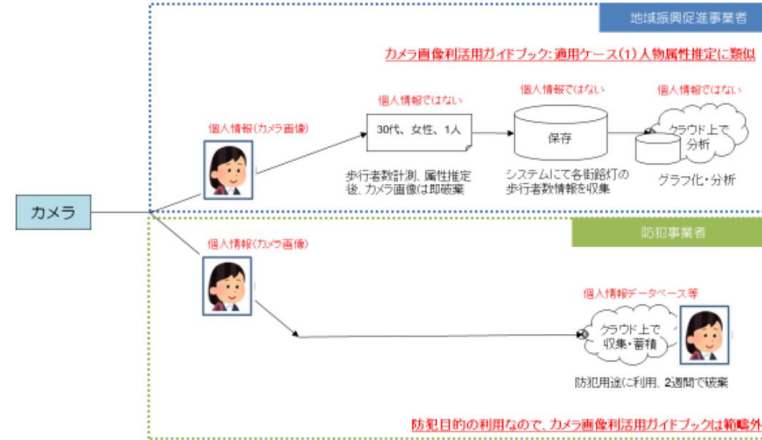 地域振興促進事業者
カメラ画像利活用ガイドブック:適用ケース(1)人物属性推定に類似
個人情報ではない
個人情報ではない
個人情報ではない
個人情報(カメラ画像)
30代、女性、1人
保存
クラウド上で
分析
歩行者数計測、属性推定
後、カメラ画像は即破棄
システムにて各街路灯の
歩行者数情報を収集
グラフ化・分析
カメラ
防犯事業者
個人情報(カメラ画像)
個人情報データベース等
クラウド上で
収集・蓄積
防犯用途に利用、2週間で破棄
防犯目的の利用なので、カメラ画像利活用ガイドブックは範疇外